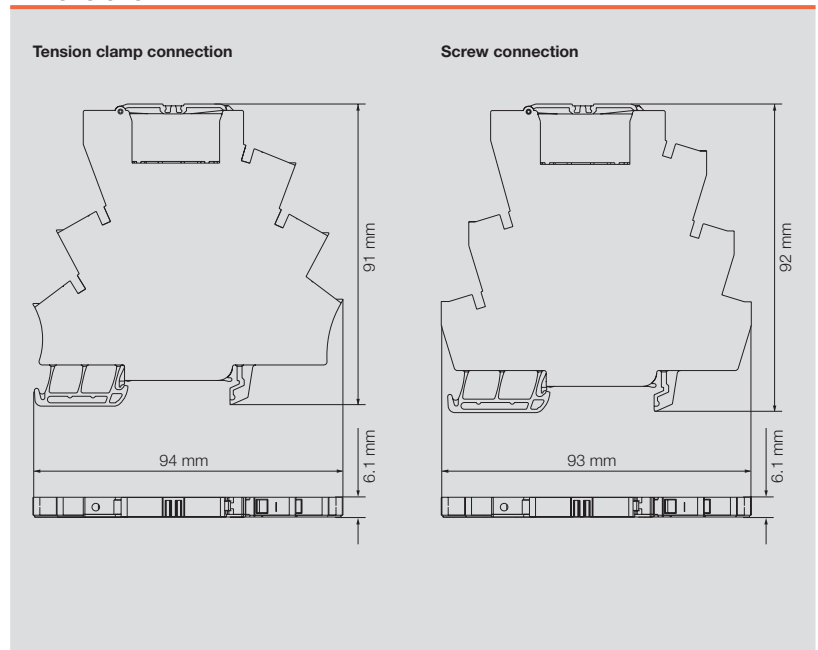 Tension clamp connection
Screw connection
91 mm
92 mm
94 mm
93 mm
6.1 mm
6.1 mm